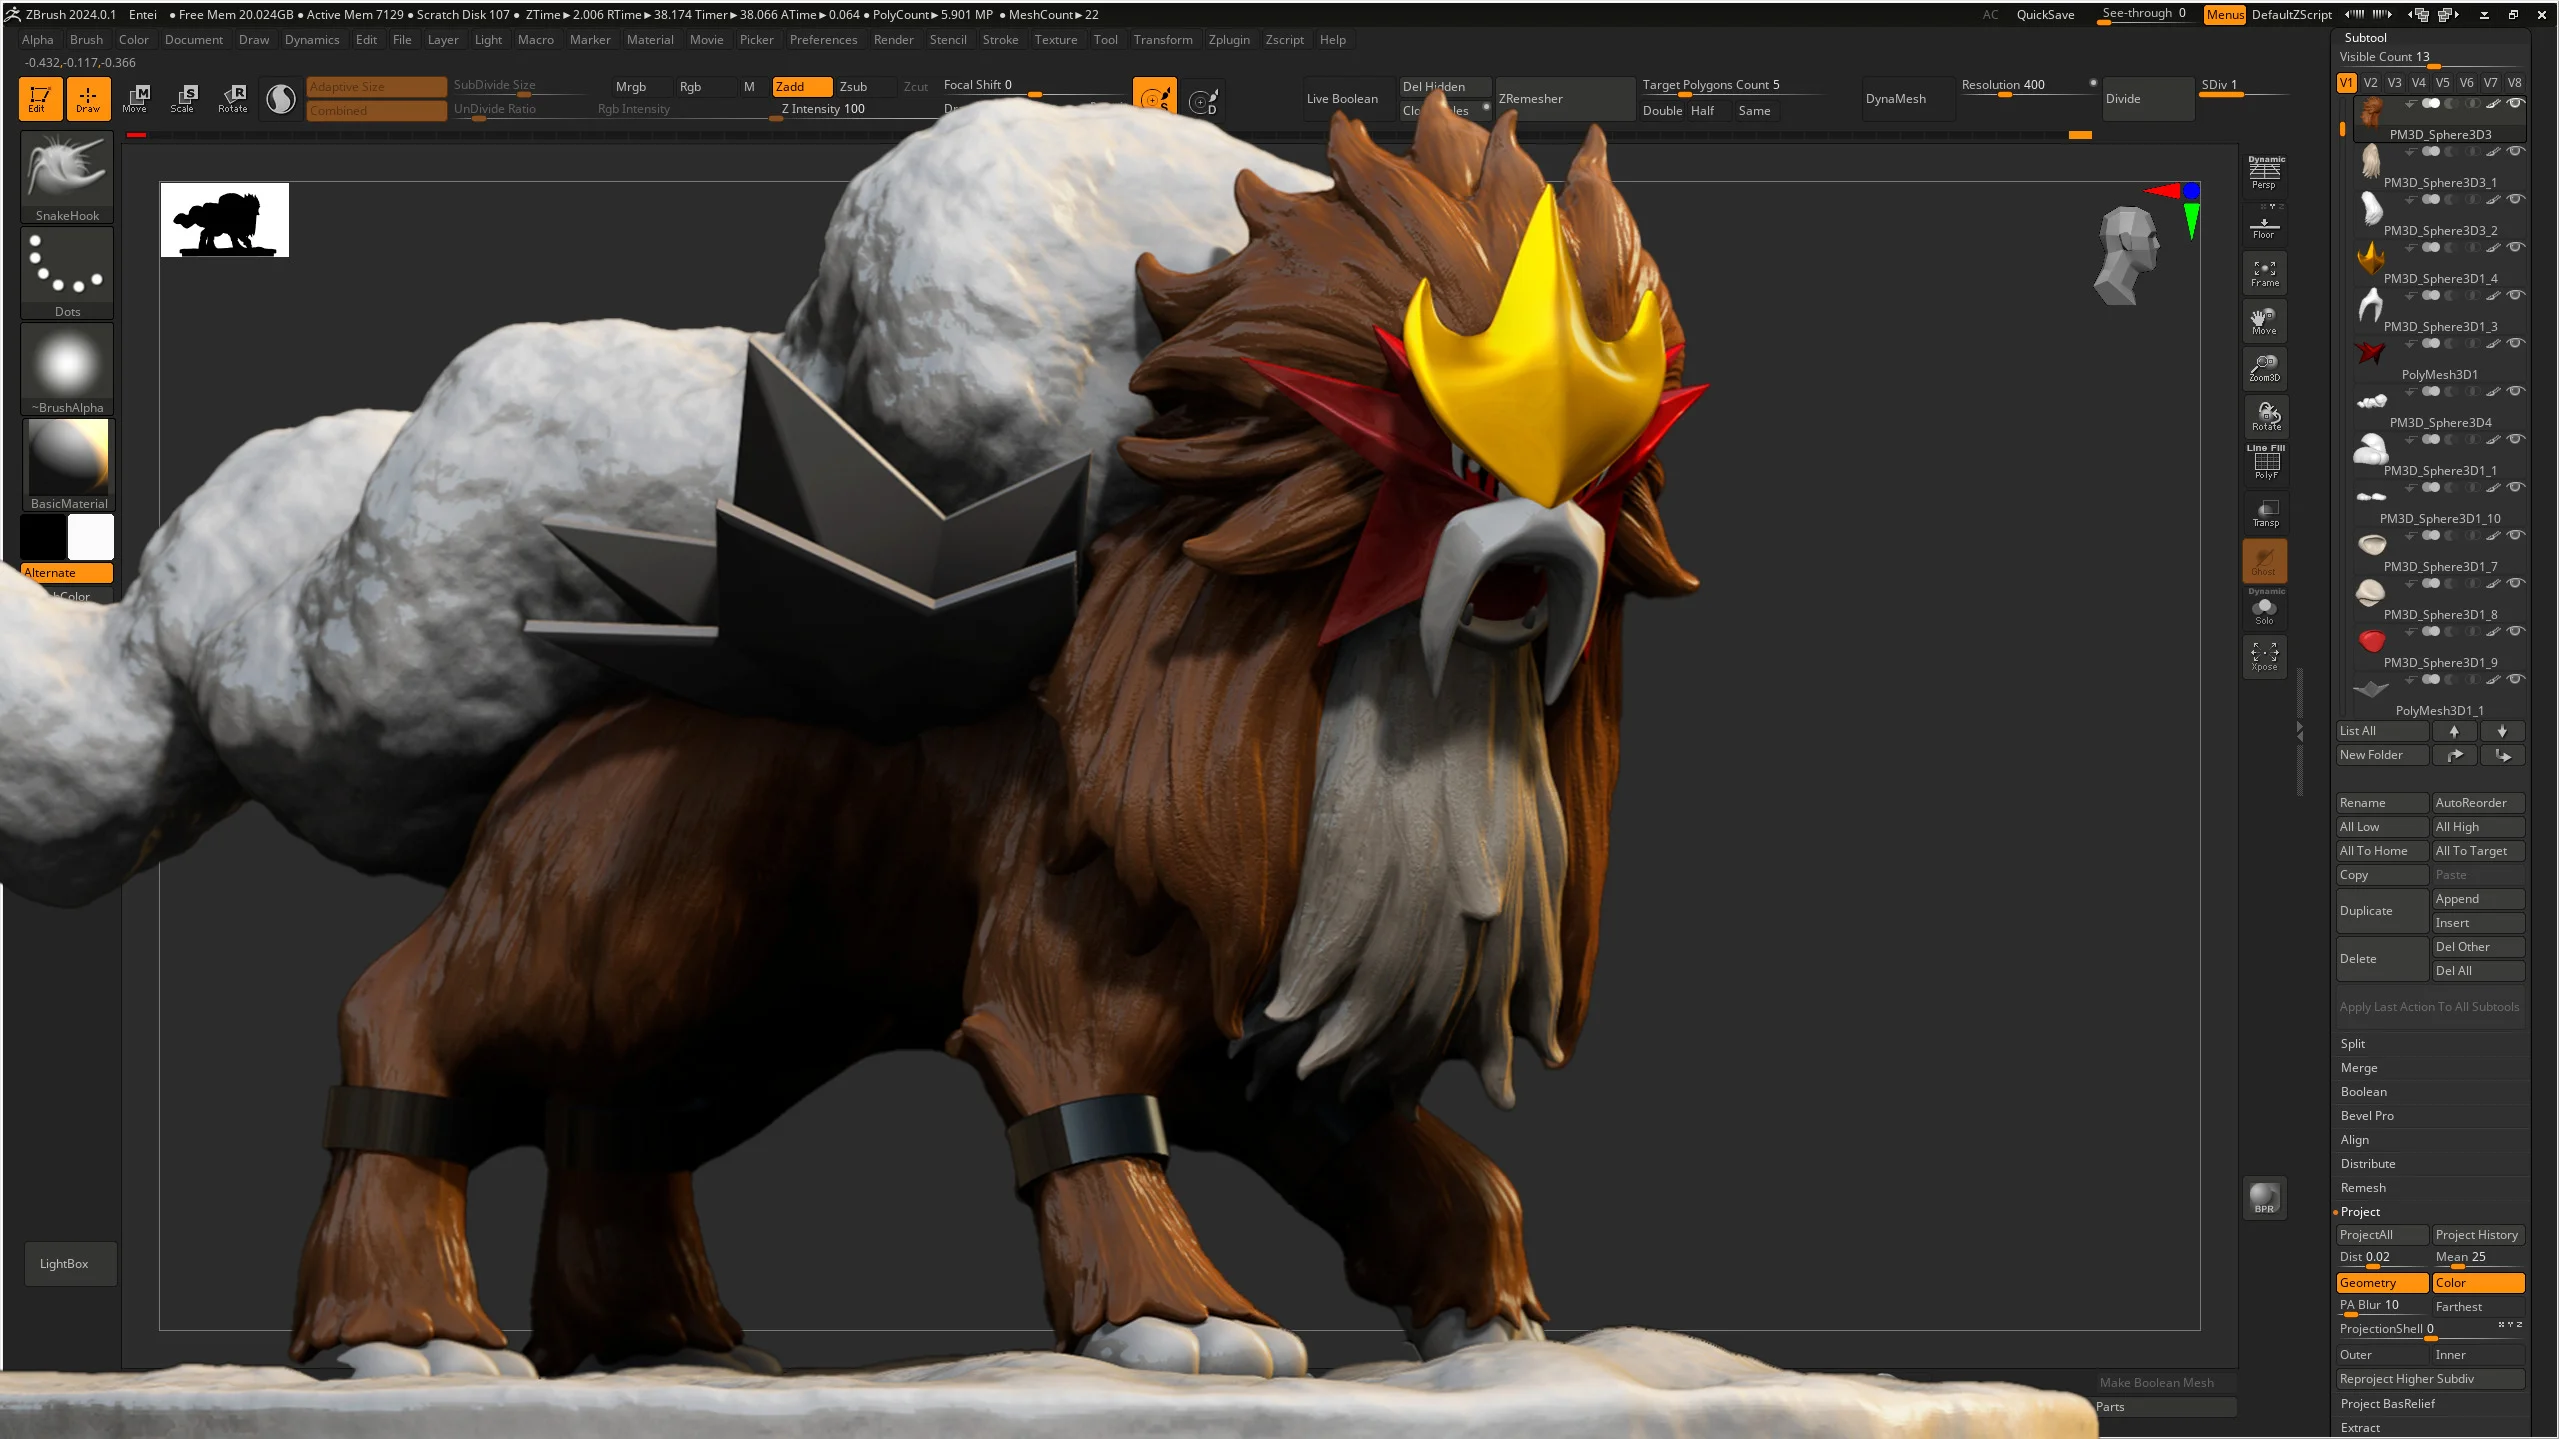 ZBrush 2024.0.1 Entei ● Free Mem 20.024GB ● Active Mem 7129 ● Scratch Disk 107 ● ZTime►2.006 RTime►38.174 Timer►38.066 ATime►0.064 ● PolyCount►5.901 MP ● MeshCount►22 AC QuickSave See-through 0 Menus DefaultZScript
Alpha Brush Color Document Draw Dynamics Edit File Layer Light Macro Marker Material Movie Picker Preferences Render Stencil Stroke Texture Tool Transform Zplugin Zscript Help
-0.432,-0.117,-0.366
Edit Draw Move Scale Rotate
Adaptive Size SubDivide Size Mrgb Rgb M Zadd Zsub Zcut Focal Shift 0
Combined UnDivide Ratio Rgb Intensity Z Intensity 100
Live Boolean Del Hidden ZRemesher Target Polygons Count 5
Double Half Same
DynaMesh Resolution 400 Divide SDiv 1
SnakeHook
Dots
~BrushAlpha
BasicMaterial
Alternate
LightBox
Dynamic
Persp
Floor
Frame
Move
Zoom3D
Rotate
Line Fill
PolyF
Transp
Ghost
Dynamic
Solo
Xpose
BPR
Make Boolean Mesh
Parts
Subtool
Visible Count 13
V1 V2 V3 V4 V5 V6 V7 V8
PM3D_Sphere3D3
PM3D_Sphere3D3_1
PM3D_Sphere3D3_2
PM3D_Sphere3D1_4
PM3D_Sphere3D1_3
PolyMesh3D1
PM3D_Sphere3D4
PM3D_Sphere3D1_1
PM3D_Sphere3D1_10
PM3D_Sphere3D1_7
PM3D_Sphere3D1_8
PM3D_Sphere3D1_9
PolyMesh3D1_1
List All
New Folder
Rename AutoReorder
All Low All High
All To Home All To Target
Copy Paste
Duplicate Append
Insert
Delete Del Other
Del All
Apply Last Action To All Subtools
Split
Merge
Boolean
Bevel Pro
Align
Distribute
Remesh
Project
ProjectAll Project History
Dist 0.02 Mean 25
Geometry Color
PA Blur 10 Farthest
ProjectionShell 0
Outer Inner
Reproject Higher Subdiv
Project BasRelief
Extract